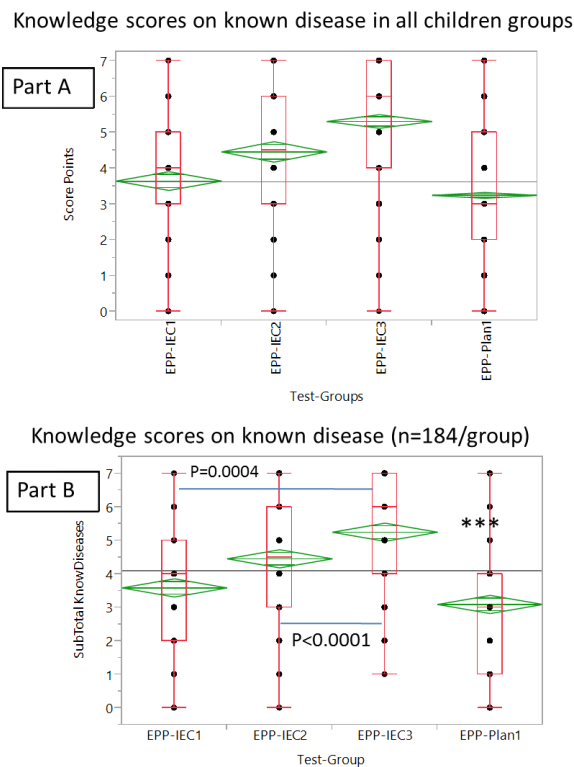 Knowledge scores on known disease in all children groups
Part A
7
6
5
4
3
2
1
0
Score Points
EPP-IEC1
EPP-IEC2
EPP-IEC3
EPP-Plan1
Test-Groups
Knowledge scores on known disease (n=184/group)
Part B
7
6
5
4
3
2
1
0
SubTotal KnowDiseases
P=0.0004
***
P<0.0001
EPP-IEC1 EPP-IEC2 EPP-IEC3 EPP-Plan1
Test-Group